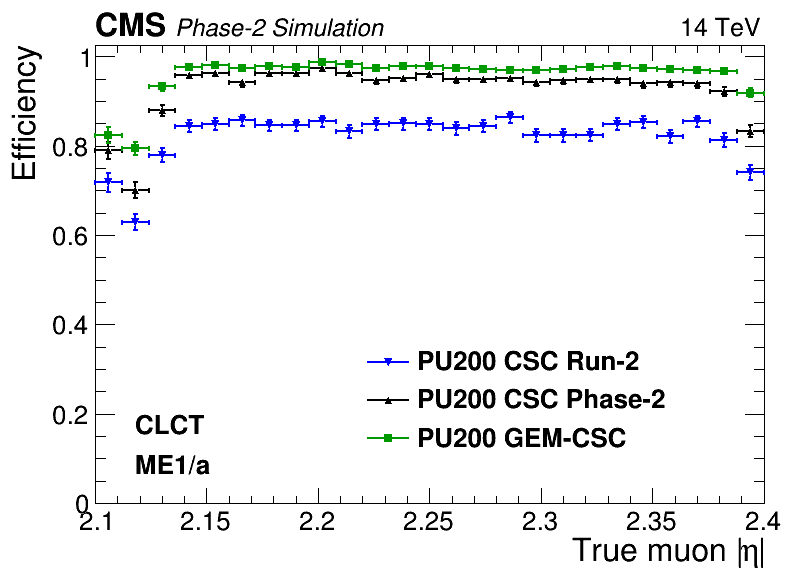 CMS Phase-2 Simulation 14 TeV
Efficiency
1
0.8
0.6
0.4
0.2
0
PU200 CSC Run-2
PU200 CSC Phase-2
PU200 GEM-CSC
CLCT
ME1/a
2.1 2.15 2.2 2.25 2.3 2.35 2.4
True muon |η|